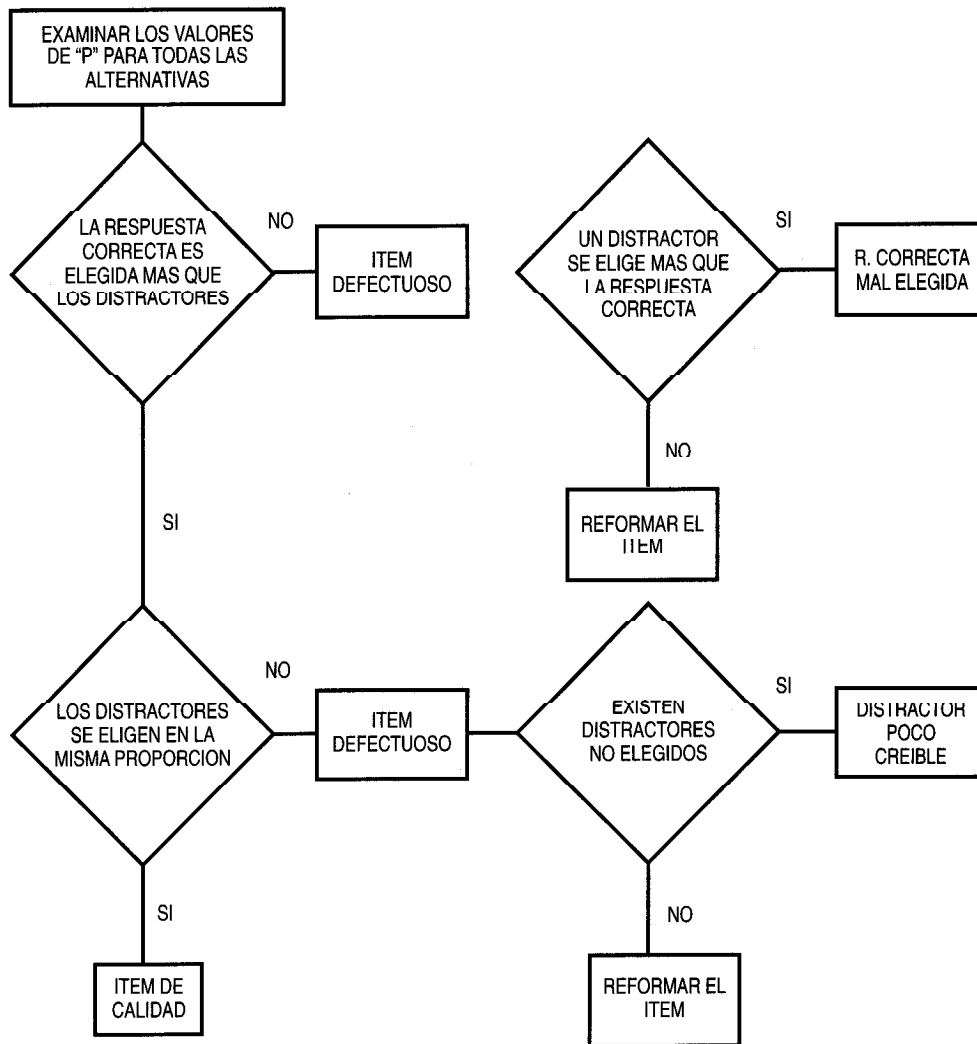 EXAMINAR LOS VALORES
DE "P" PARA TODAS LAS
ALTERNATIVAS
LA RESPUESTA
CORRECTA ES
ELEGIDA MAS QUE
LOS DISTRACTORES
NO
ITEM
DEFECTUOSO
UN DISTRACTOR
SE ELIGE MAS QUE
LA RESPUESTA
CORRECTA
SI
R. CORRECTA
MAL ELEGIDA
NO
REFORMAR EL
ITEM
SI
LOS DISTRACTORES
SE ELIGEN EN LA
MISMA PROPORCION
NO
ITEM
DEFECTUOSO
EXISTEN
DISTRACTORES
NO ELEGIDOS
SI
DISTRACTOR
POCO
CREIBLE
SI
ITEM DE
CALIDAD
NO
REFORMAR EL
ITEM